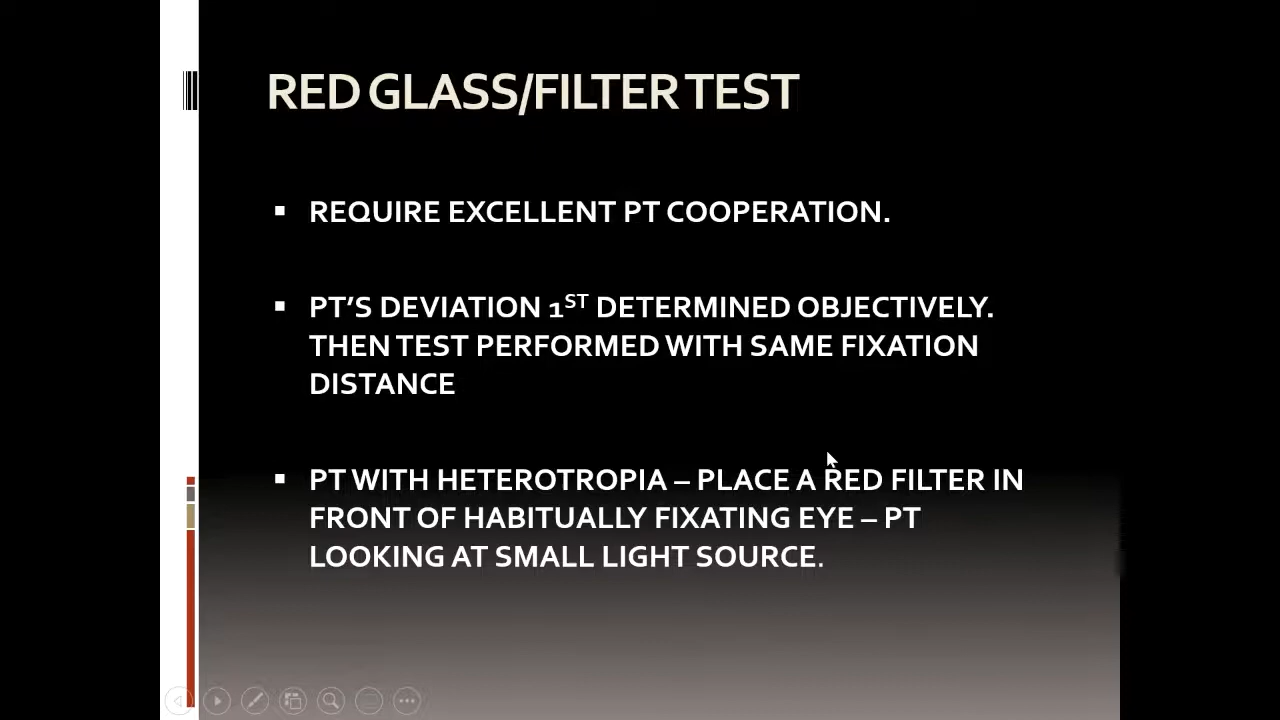 RED GLASS/FILTER TEST
▪ REQUIRE EXCELLENT PT COOPERATION.
▪ PT'S DEVIATION 1ST DETERMINED OBJECTIVELY.
THEN TEST PERFORMED WITH SAME FIXATION
DISTANCE
▪ PT WITH HETEROTROPIA – PLACE A RED FILTER IN
FRONT OF HABITUALLY FIXATING EYE – PT
LOOKING AT SMALL LIGHT SOURCE.